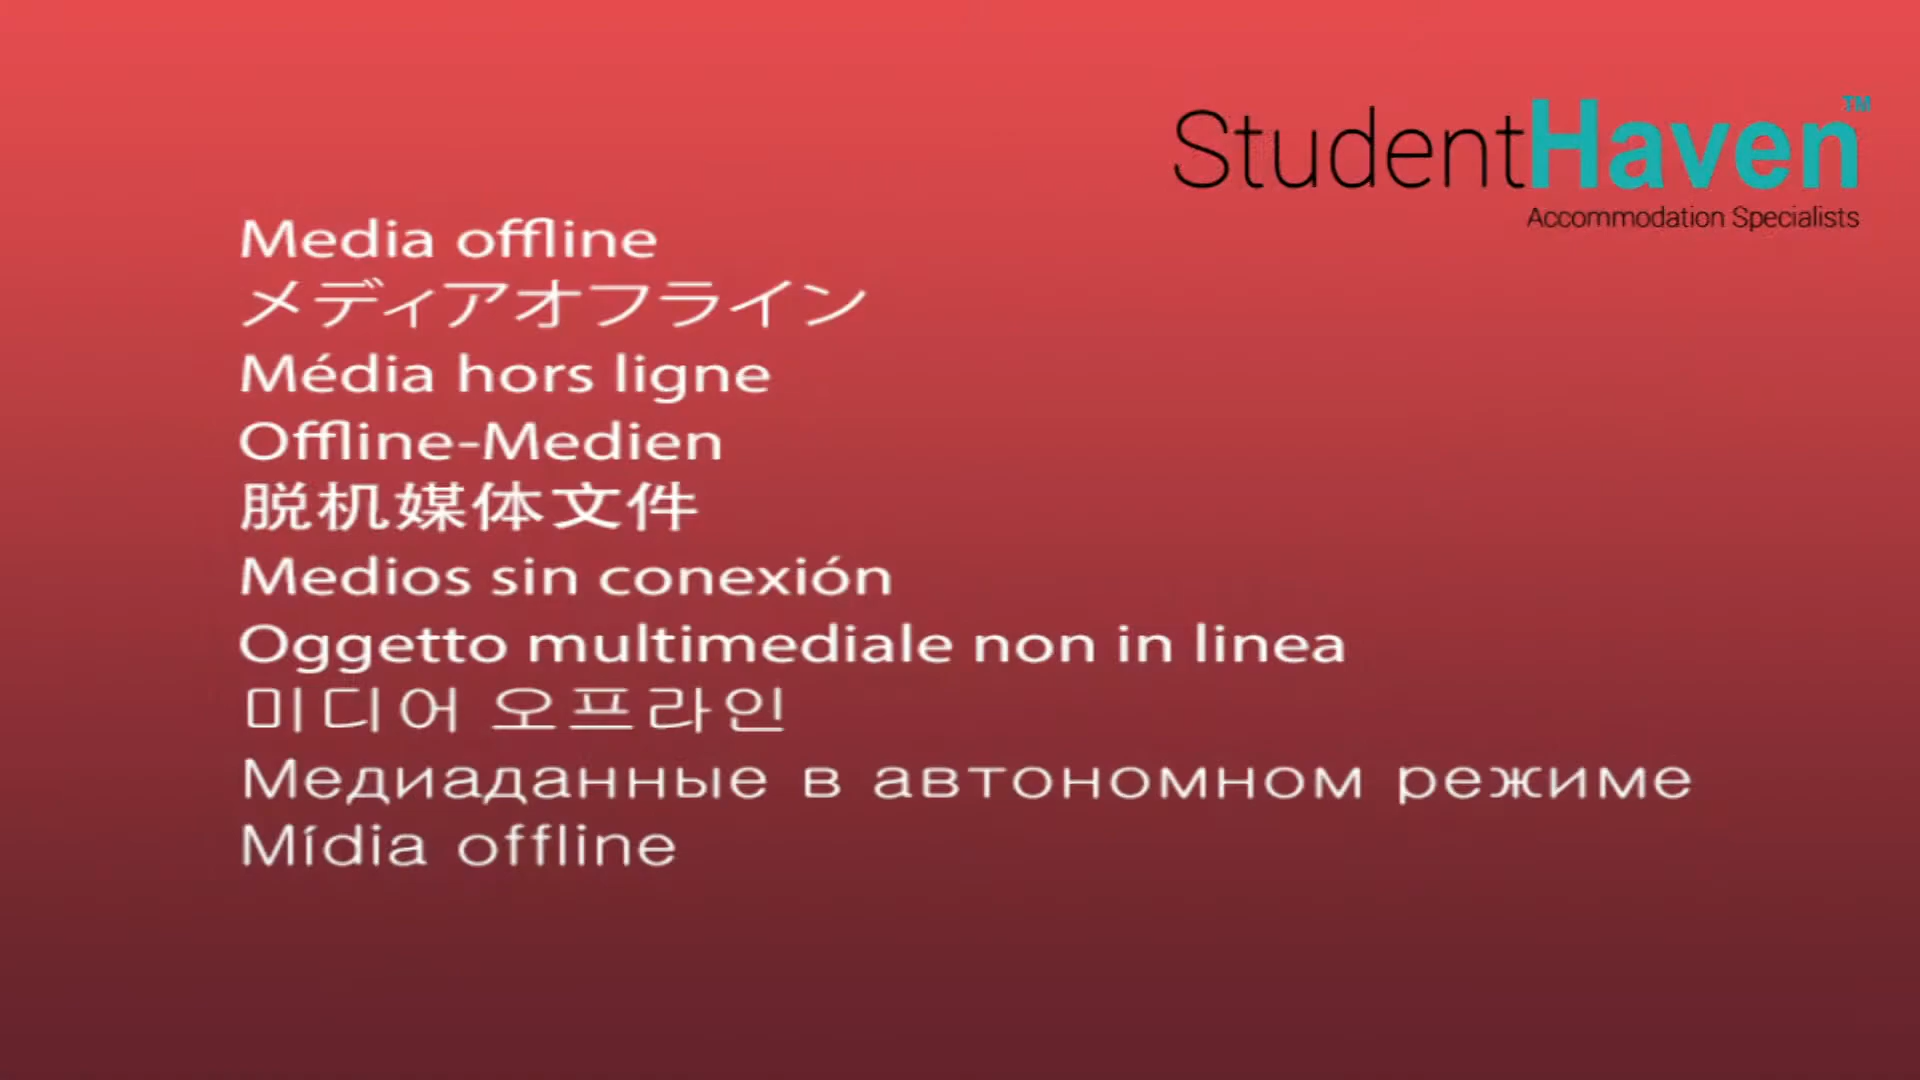 StudentHaven™
Accommodation Specialists
Media offline
メディアオフライン
Média hors ligne
Offline-Medien
脱机媒体文件
Medios sin conexión
Oggetto multimediale non in linea
미디어 오프라인
Медиаданные в автономном режиме
Mídia offline